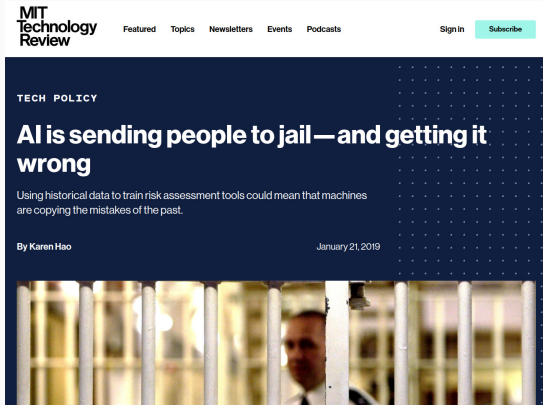 MIT
Technology
Review
Featured Topics Newsletters Events Podcasts Sign in Subscribe
TECH POLICY
AI is sending people to jail—and getting it
wrong
Using historical data to train risk assessment tools could mean that machines
are copying the mistakes of the past.
By Karen Hao January 21, 2019